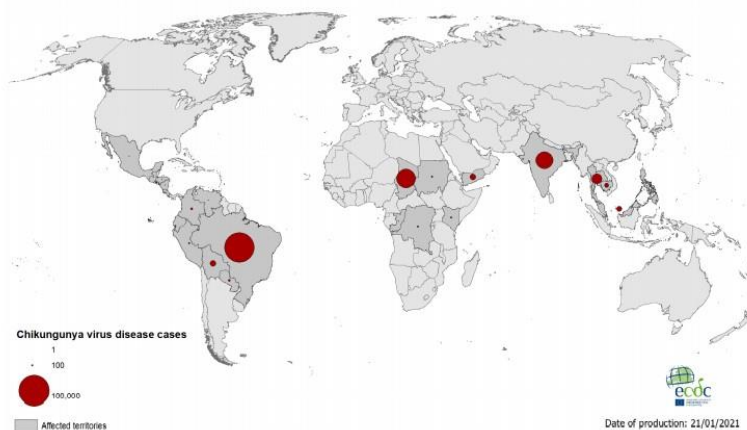 Chikungunya virus disease cases
1
100
100,000
Affected territories
ecdc
Date of production: 21/01/2021